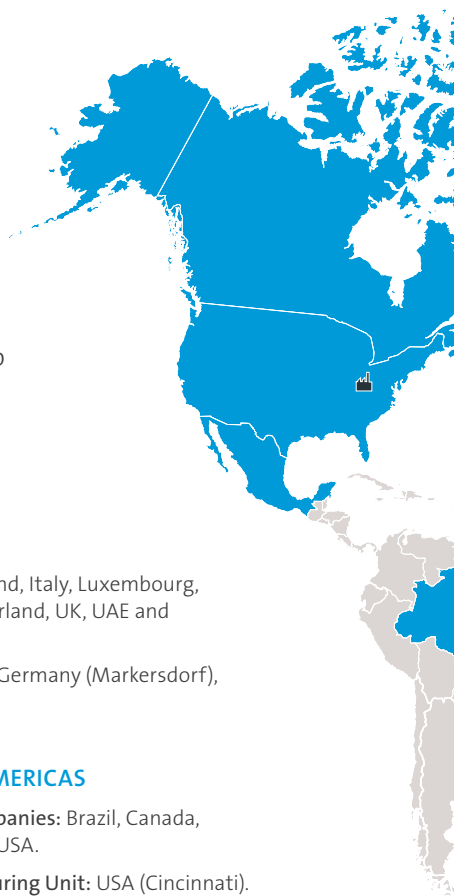 nd, Italy, Luxembourg,
rland, UK, UAE and
Germany (Markersdorf),
MERICAS
panies: Brazil, Canada,
USA.
uring Unit: USA (Cincinnati).